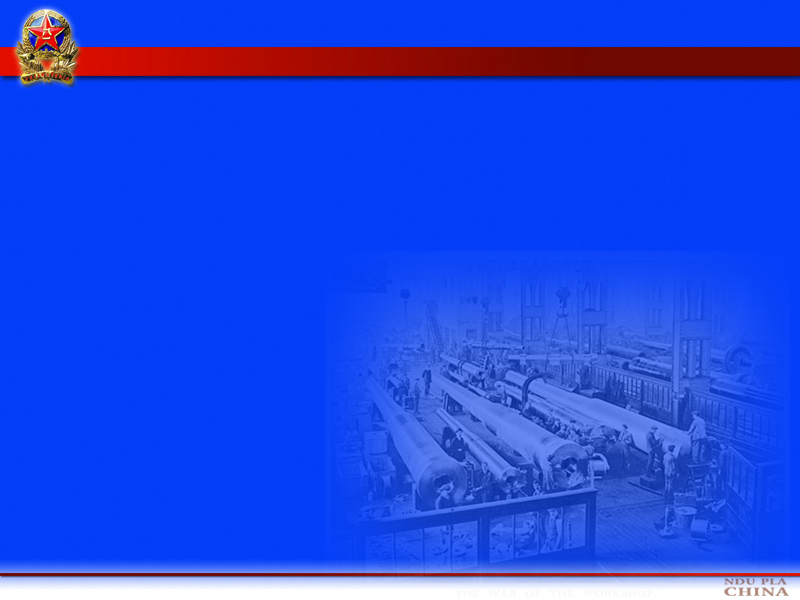 THE WAR OF THE WORKSHOP
NDU PLA
CHINA